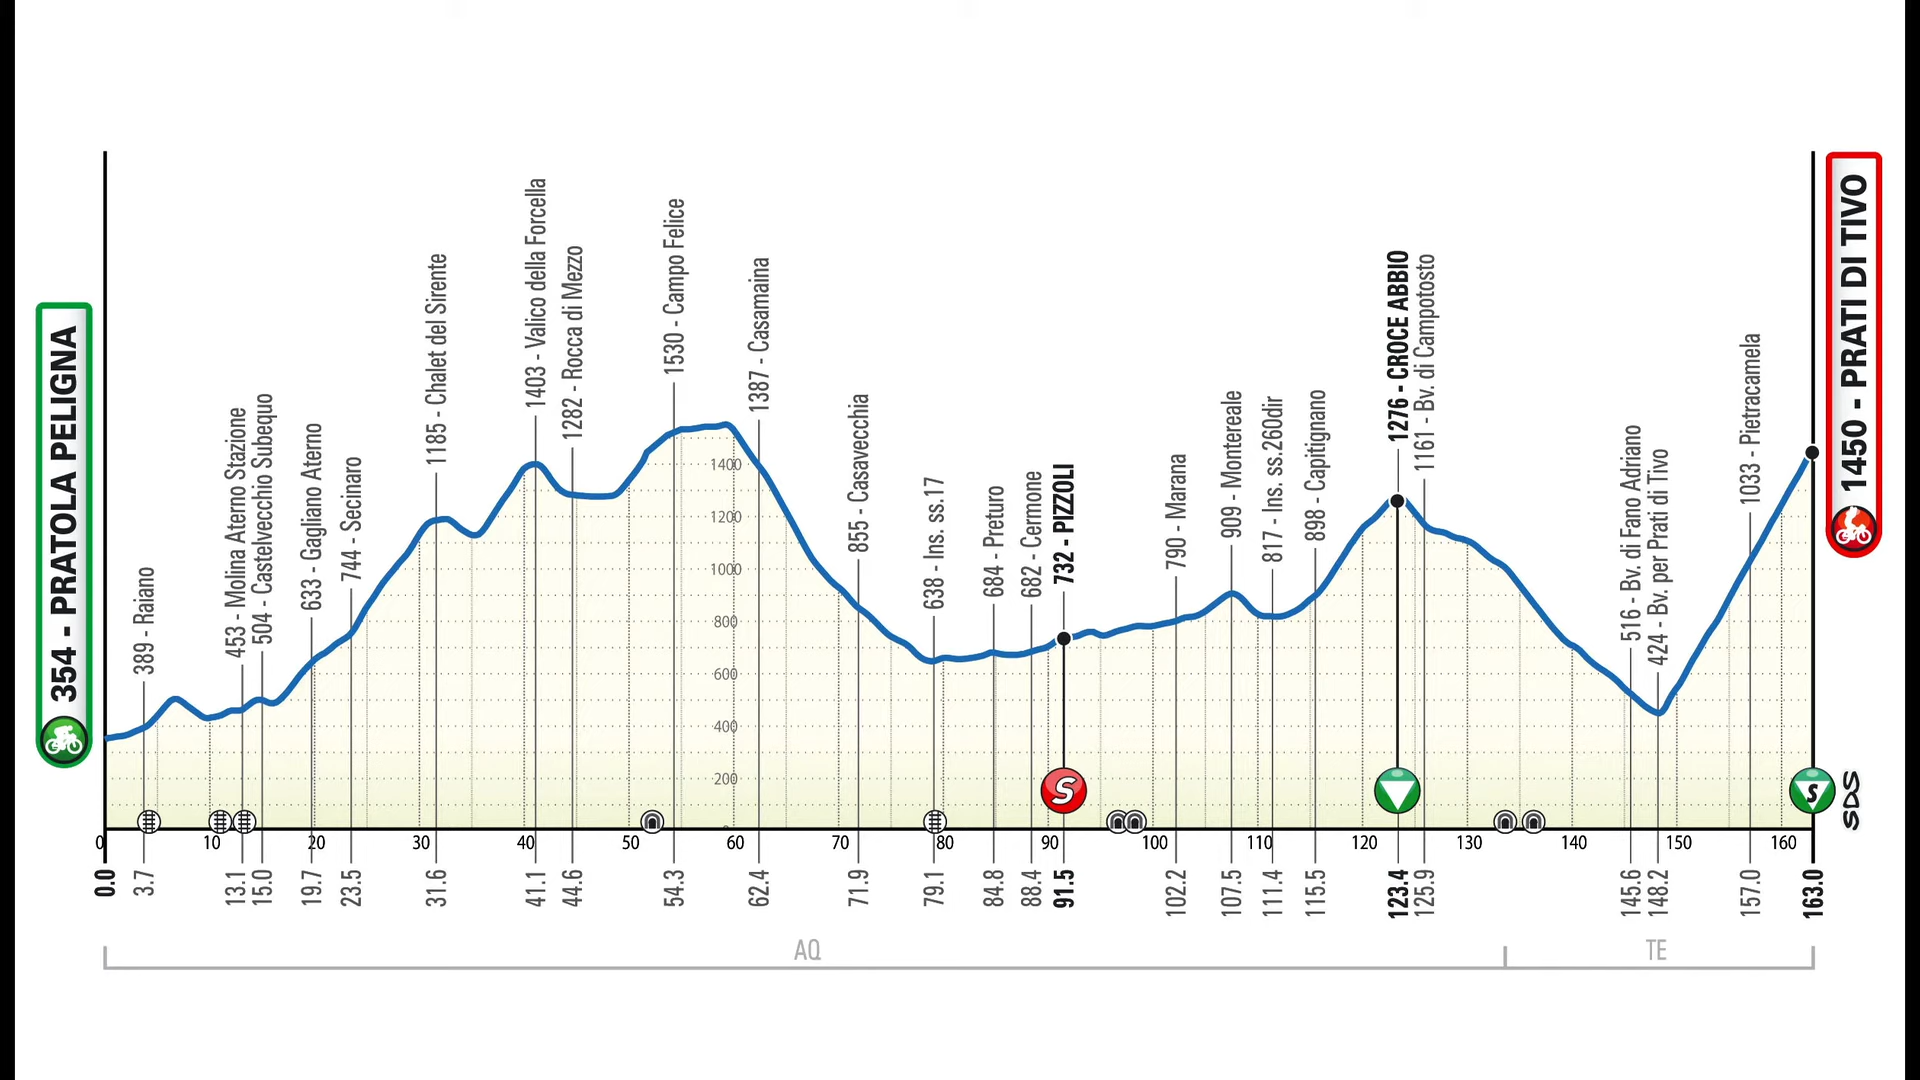 354 - PRATOLA PELIGNA
389 - Raiano
453 - Molina Aterno Stazione
504 - Castelvecchio Subequo
633 - Gagliano Aterno
744 - Secinaro
1185 - Chalet del Sirente
1403 - Valico della Forcella
1282 - Rocca di Mezzo
1530 - Campo Felice
1387 - Casamaina
855 - Casavecchia
638 - Ins. ss.17
684 - Preturo
682 - Cermone
732 - PIZZOLI
790 - Marana
909 - Montereale
817 - Ins. ss.260dir
898 - Capitignano
1276 - CROCE ABBIO
1161 - Bv. di Campotosto
516 - Bv. di Fano Adriano
424 - Bv. per Prati di Tivo
1033 - Pietracamela
1450 - PRATI DI TIVO
1400
1200
1000
800
600
400
200
0
S
S
SDS
0 10 20 30 40 50 60 70 80 90 100 110 120 130 140 150 160
0.0 3.7 13.1 15.0 19.7 23.5 31.6 41.1 44.6 54.3 62.4 71.9 79.1 84.8 88.4 91.5 102.2 107.5 111.4 115.5 123.4 125.9 145.6 148.2 157.0 163.0
AQ TE